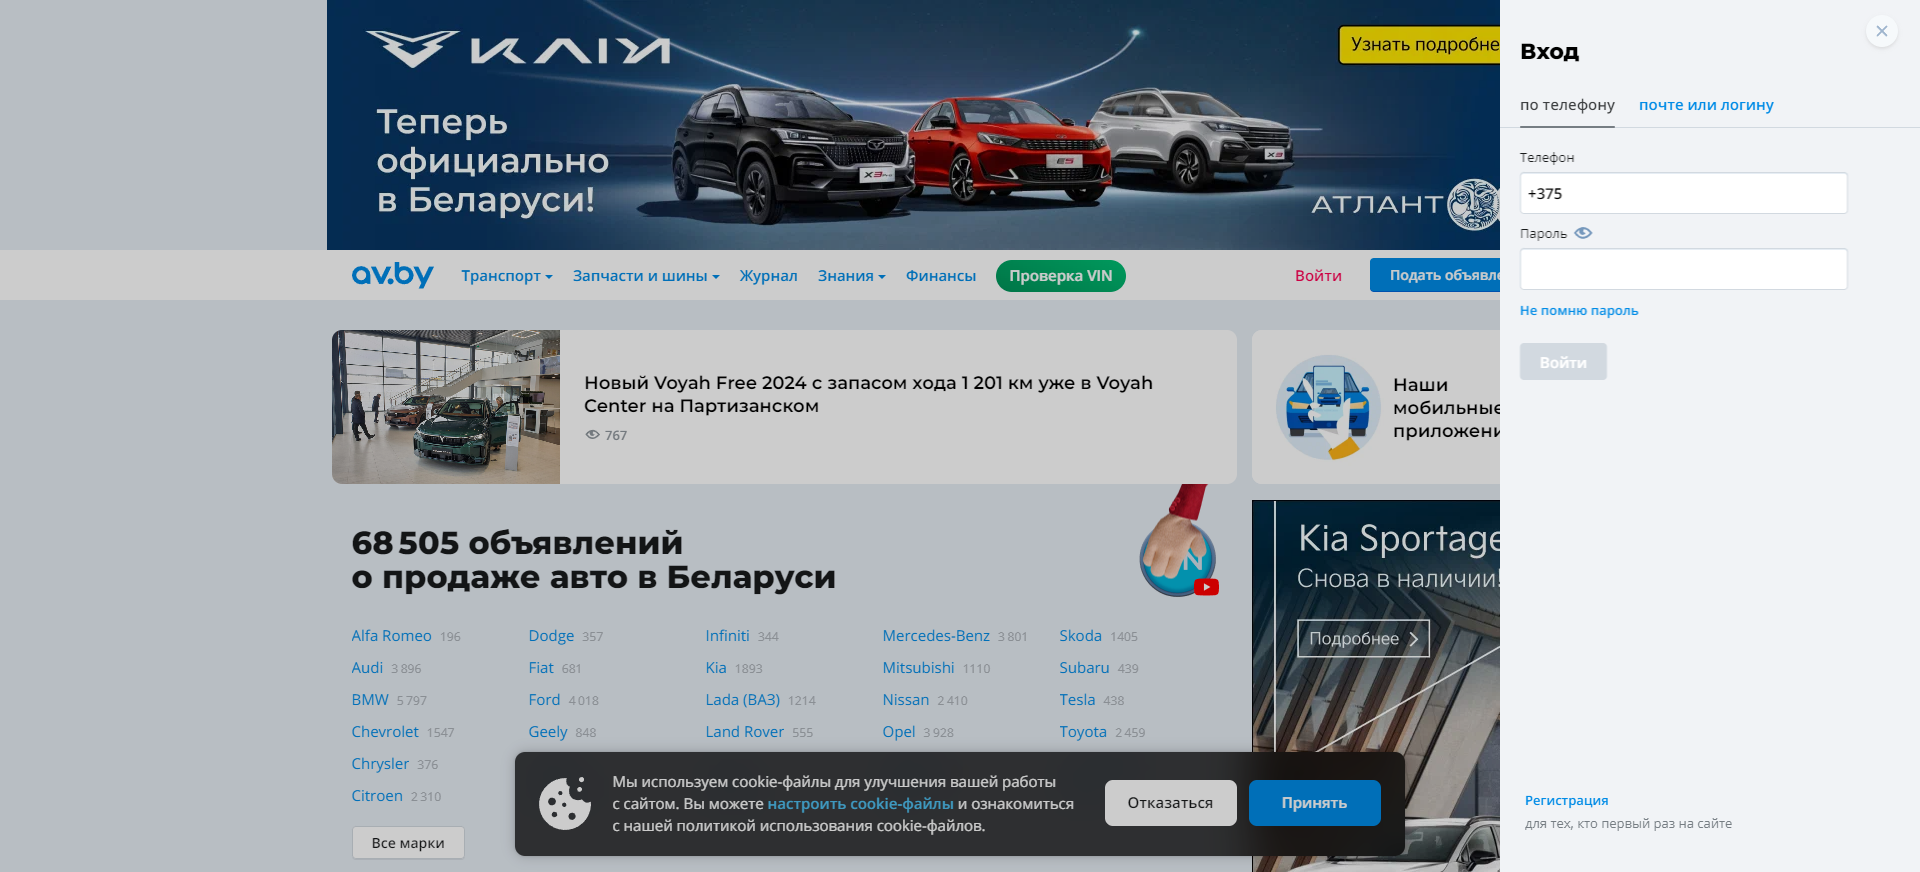 КΛIУI
Теперь
официально
в Беларуси!
X3 Pro
E5
X3
АТЛАНТ
Узнать подробне
av.by
Транспорт
Запчасти и шины
Журнал
Знания
Финансы
Проверка VIN
Войти
Подать объявле
Новый Voyah Free 2024 с запасом хода 1 201 км уже в Voyah
Center на Партизанском
767
Наши
мобильные
приложени
68 505 объявлений
о продаже авто в Беларуси
Alfa Romeo 196
Audi 3 896
BMW 5 797
Chevrolet 1547
Chrysler 376
Citroen 2 310
Dodge 357
Fiat 681
Ford 4 018
Geely 848
Infiniti 344
Kia 1893
Lada (ВАЗ) 1214
Land Rover 555
Mercedes-Benz 3 801
Mitsubishi 1110
Nissan 2 410
Opel 3 928
Skoda 1405
Subaru 439
Tesla 438
Toyota 2 459
Все марки
Kia Sportage
Снова в наличии!
Подробнее
Мы используем cookie-файлы для улучшения вашей работы
с сайтом. Вы можете настроить cookie-файлы и ознакомиться
с нашей политикой использования cookie-файлов.
Отказаться
Принять
Вход
по телефону
почте или логину
Телефон
+375
Пароль
Не помню пароль
Войти
Регистрация
для тех, кто первый раз на сайте